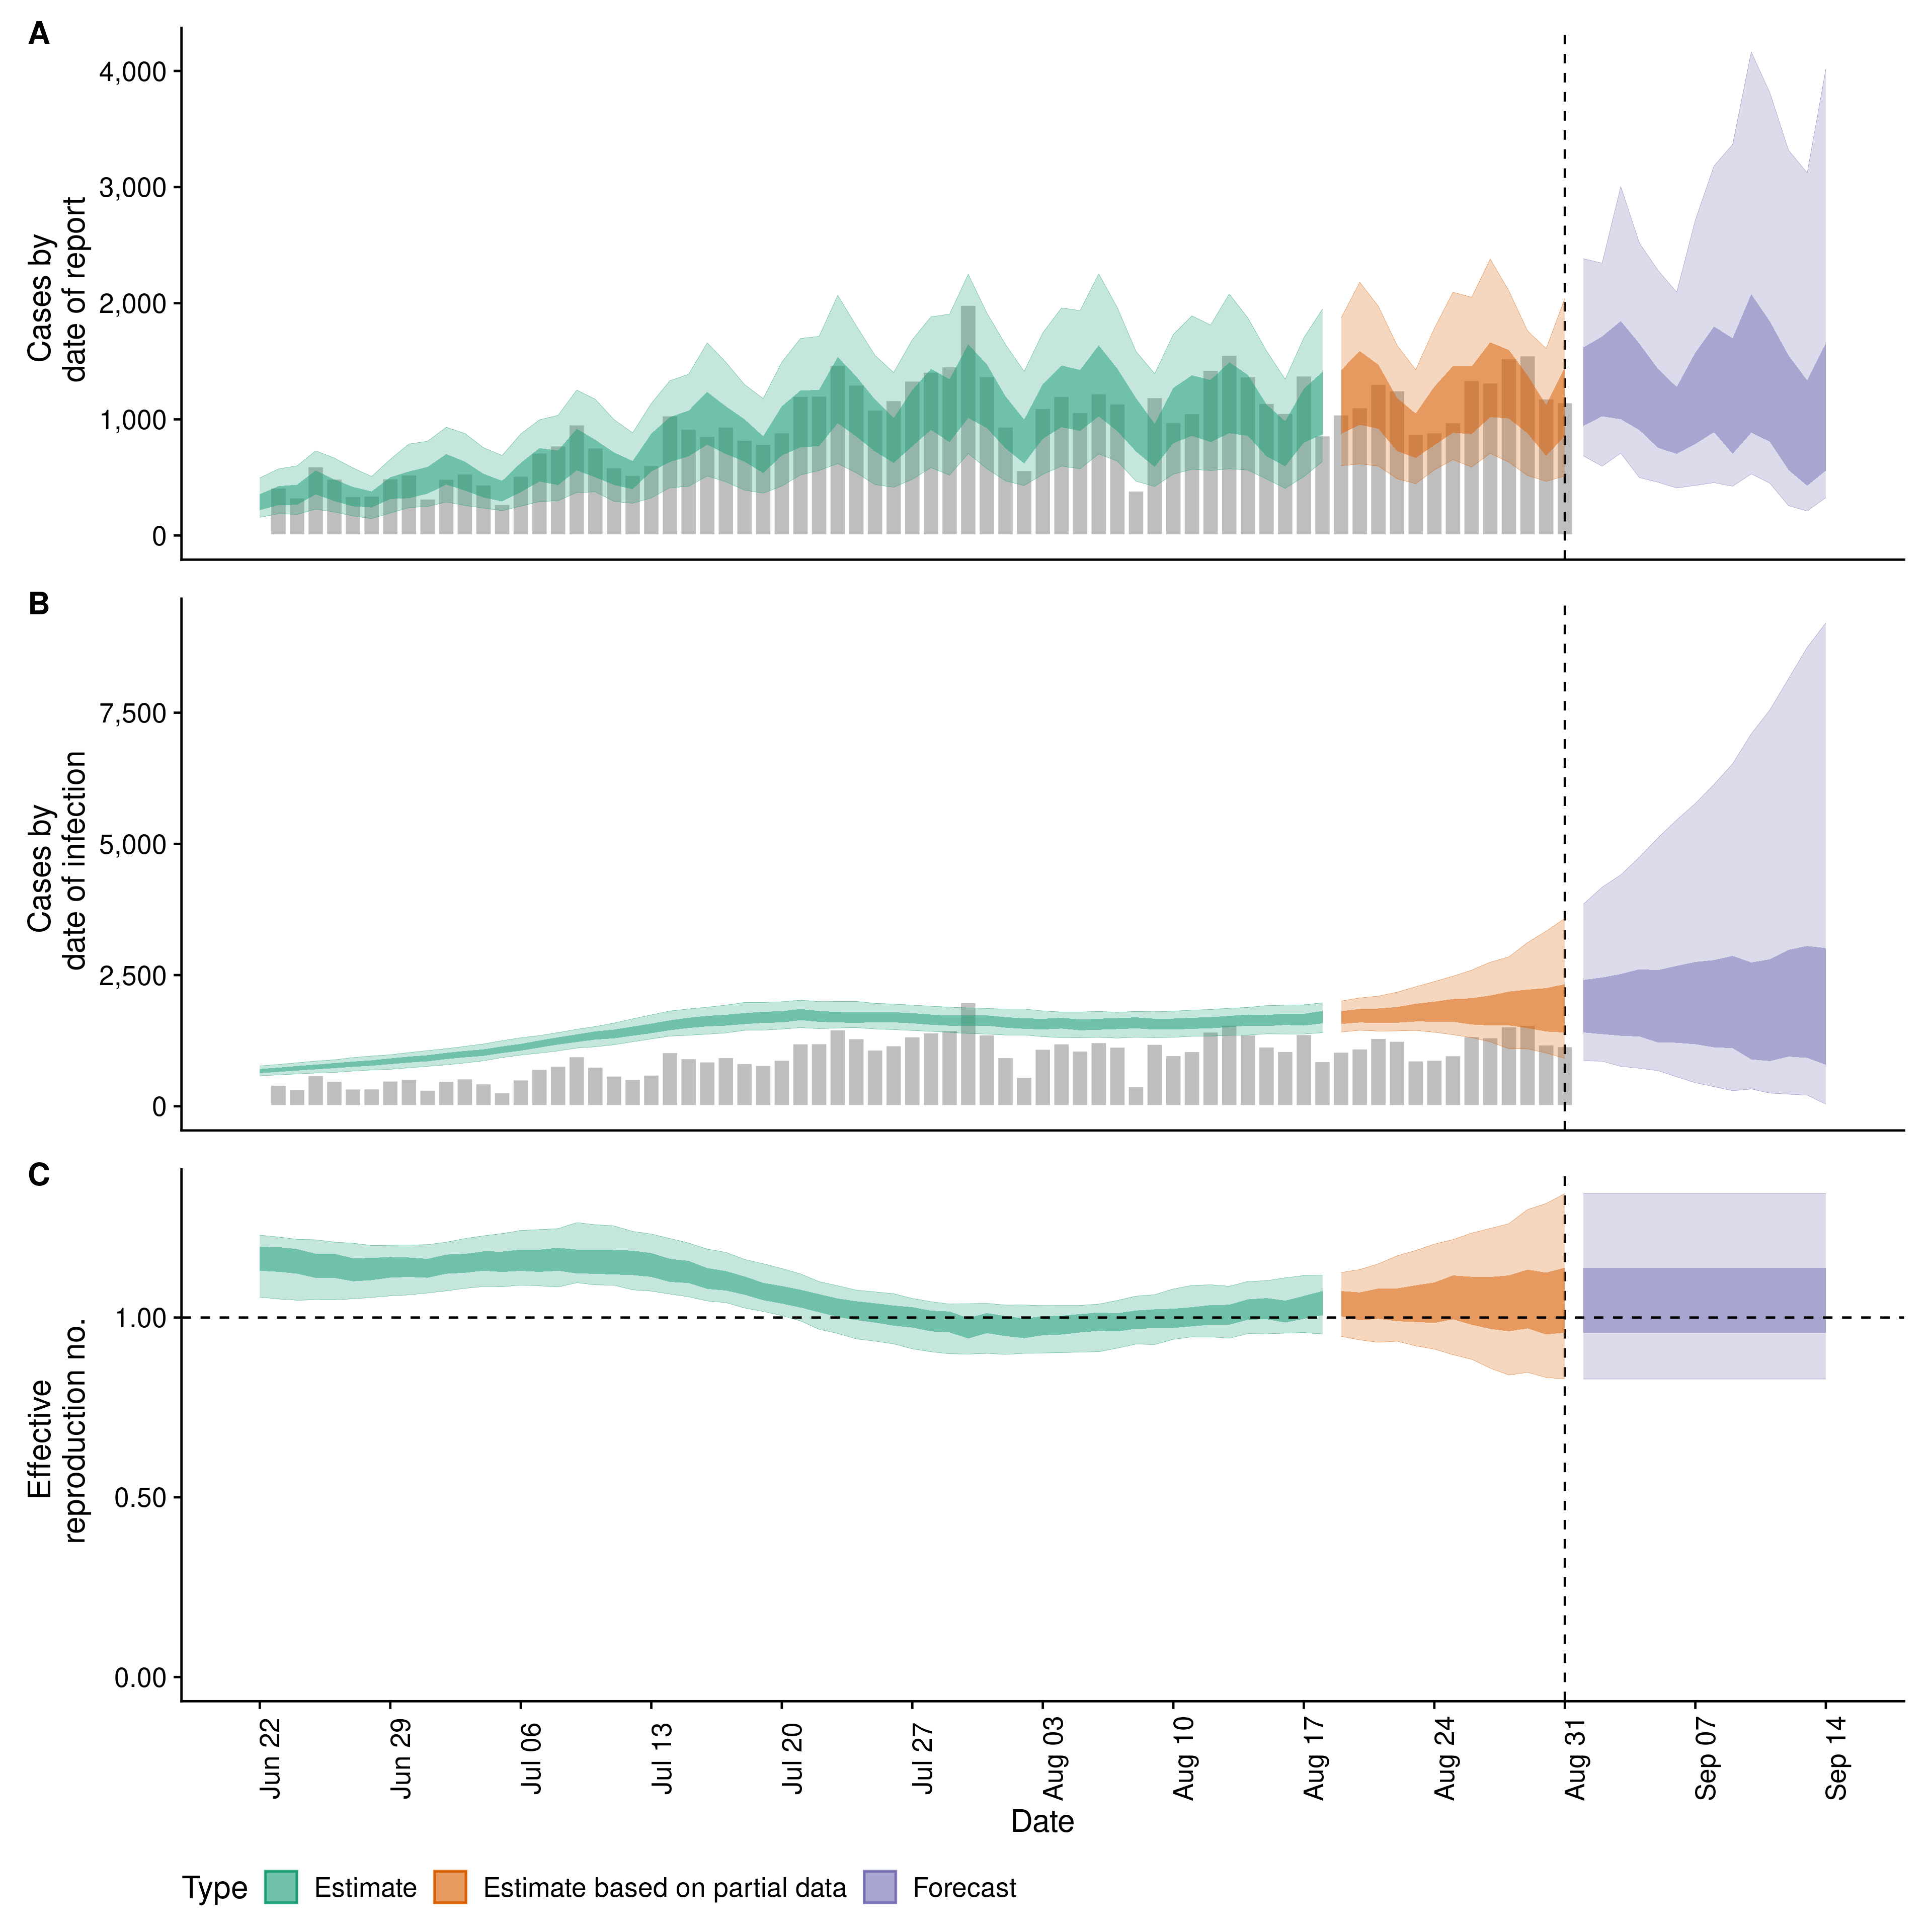 A
Cases by
date of report
4,000
3,000
2,000
1,000
0
B
Cases by
date of infection
7,500
5,000
2,500
0
C
Effective
reproduction no.
1.00
0.50
0.00
Jun 22
Jun 29
Jul 06
Jul 13
Jul 20
Jul 27
Aug 03
Aug 10
Aug 17
Aug 24
Aug 31
Sep 07
Sep 14
Date
Type Estimate Estimate based on partial data Forecast